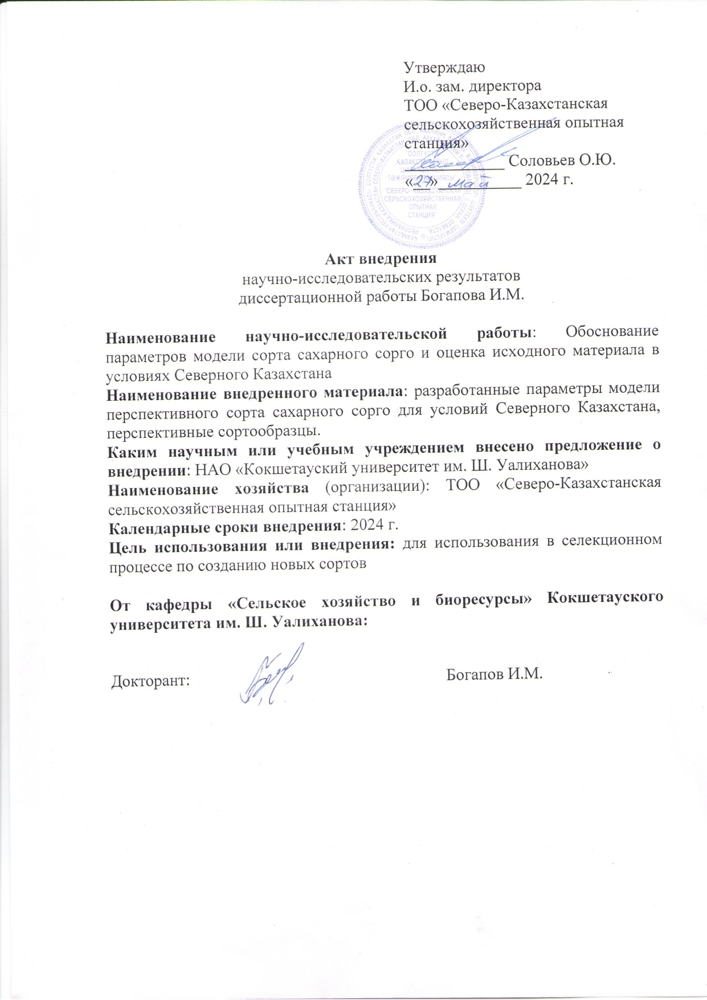 Утверждаю
И.о. зам. директора
ТОО «Северо-Казахстанская
сельскохозяйственная опытная
станция»
Соловьев О.Ю.
«27» мая 2024 г.
"СЕВЕРО-КАЗАХСТАНСКАЯ
СЕЛЬСКОХОЗЯЙСТВЕННАЯ
ОПЫТНАЯ
СТАНЦИЯ"
Акт внедрения
научно-исследовательских результатов
диссертационной работы Богапова И.М.
Наименование научно-исследовательской работы: Обоснование
параметров модели сорта сахарного сорго и оценка исходного материала в
условиях Северного Казахстана
Наименование внедренного материала: разработанные параметры модели
перспективного сорта сахарного сорго для условий Северного Казахстана,
перспективные сортообразцы.
Каким научным или учебным учреждением внесено предложение о
внедрении: НАО «Кокшетауский университет им. Ш. Уалиханова»
Наименование хозяйства (организации): ТОО «Северо-Казахстанская
сельскохозяйственная опытная станция»
Календарные сроки внедрения: 2024 г.
Цель использования или внедрения: для использования в селекционном
процессе по созданию новых сортов
От кафедры «Сельское хозяйство и биоресурсы» Кокшетауского
университета им. Ш. Уалиханова:
Докторант: Богапов И.М.